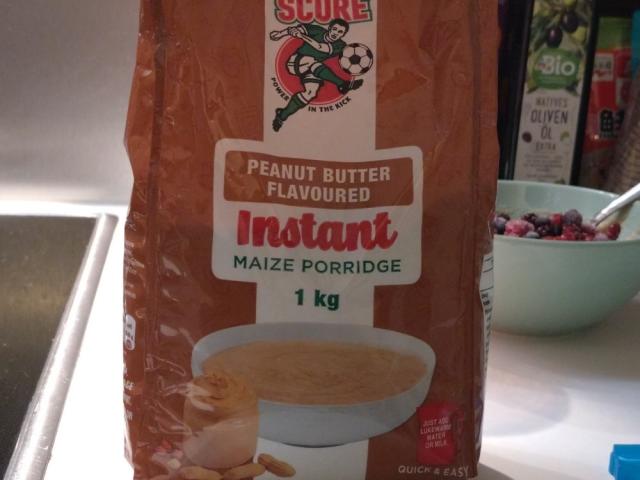 SCORE
POWER IN THE KICK
PEANUT BUTTER
FLAVOURED
Instant
MAIZE PORRIDGE
1 kg
JUST ADD
LUKEWARM
WATER
OR MILK
QUICK & EASY
Bio
NATIVES
OLIVEN
ÖL
EXTRA